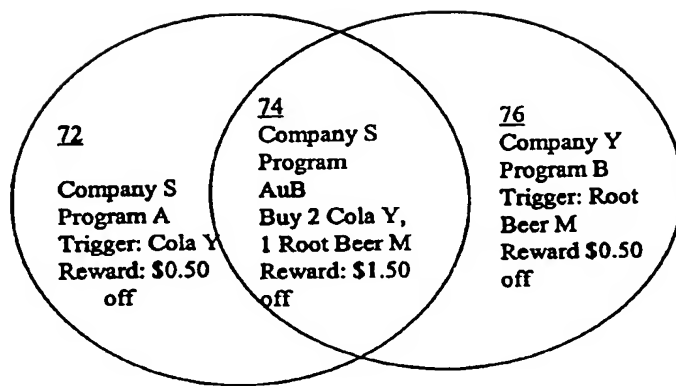 72
Company S
Program A
Trigger: Cola Y
Reward: $0.50
off
74
Company S
Program
AuB
Buy 2 Cola Y,
1 Root Beer M
Reward: $1.50
off
76
Company Y
Program B
Trigger: Root
Beer M
Reward $0.50
off